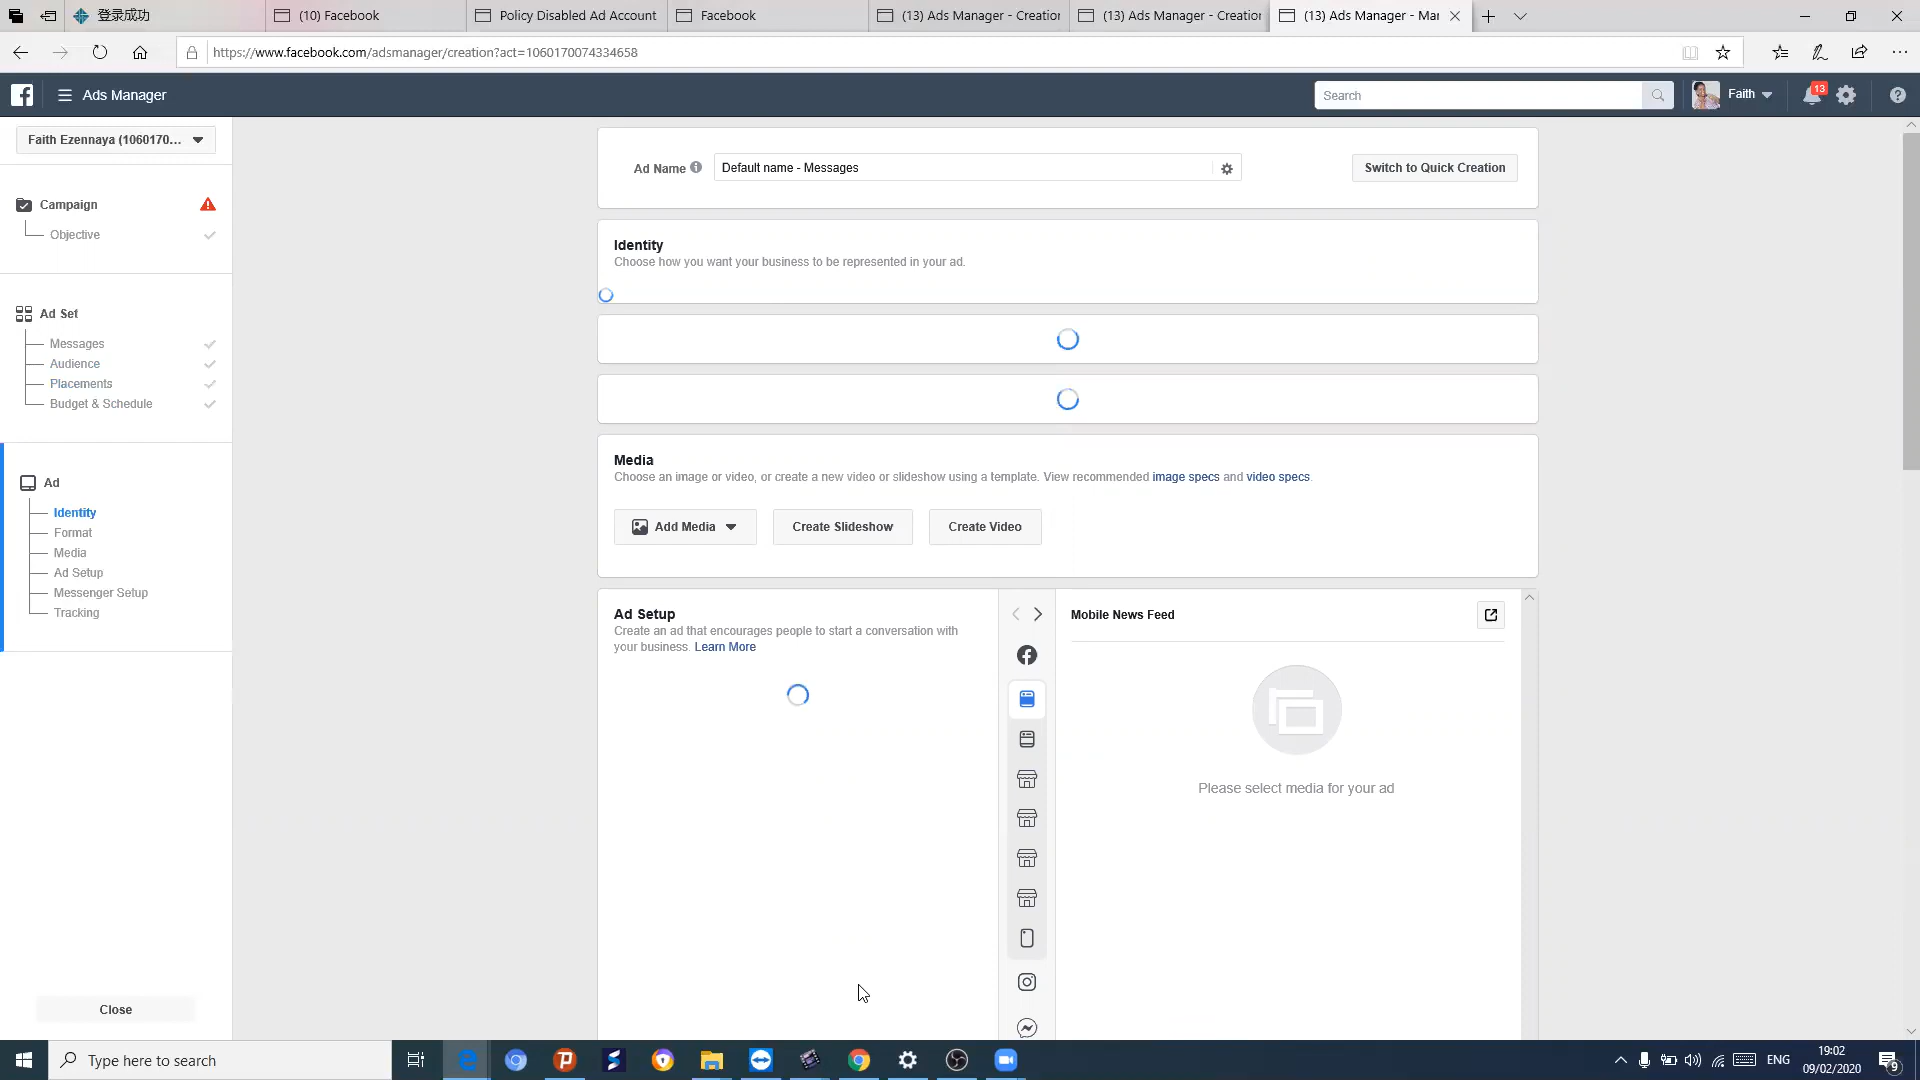 登录成功
(10) Facebook
Policy Disabled Ad Account
Facebook
(13) Ads Manager - Creation
(13) Ads Manager - Creation
(13) Ads Manager - Mar
https://www.facebook.com/adsmanager/creation?act=1060170074334658
Ads Manager
Search
Faith
13
Faith Ezennaya (1060170...
Campaign
Objective
Ad Set
Messages
Audience
Placements
Budget & Schedule
Ad
Identity
Format
Media
Ad Setup
Messenger Setup
Tracking
Close
Ad Name
Default name - Messages
Switch to Quick Creation
Identity
Choose how you want your business to be represented in your ad.
Media
Choose an image or video, or create a new video or slideshow using a template. View recommended image specs and video specs.
Add Media
Create Slideshow
Create Video
Ad Setup
Create an ad that encourages people to start a conversation with
your business. Learn More
Mobile News Feed
Please select media for your ad
Type here to search
ENG
19:02
09/02/2020
9